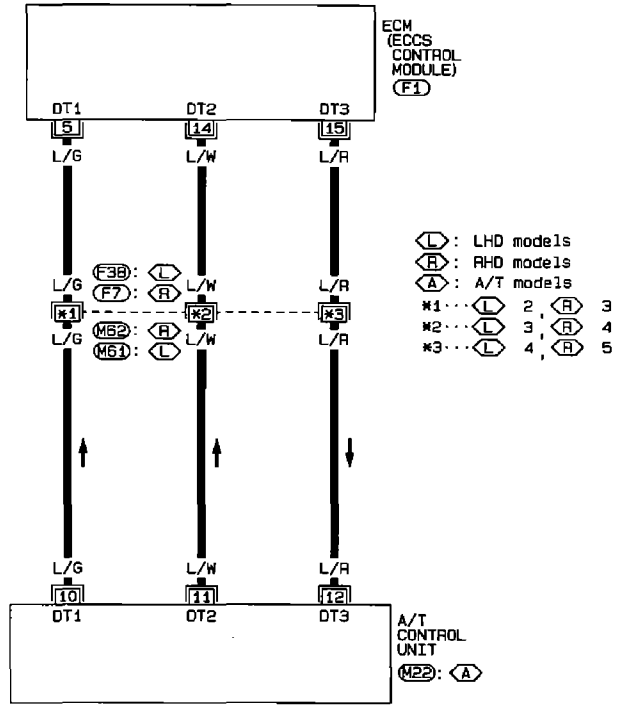 ECM
(ECCS
CONTROL
MODULE)
F1
DT1 DT2 DT3
5 14 15
L/G L/W L/R
F38: L
F7: R
L/G L/W L/R
*1 *2 *3
L/G L/W L/R
M62: R
M61: L
L: LHD models
R: RHD models
A: A/T models
*1··· L 2, R 3
*2··· L 3, R 4
*3··· L 4, R 5
L/G L/W L/R
10 11 12
DT1 DT2 DT3
A/T
CONTROL
UNIT
M22: A